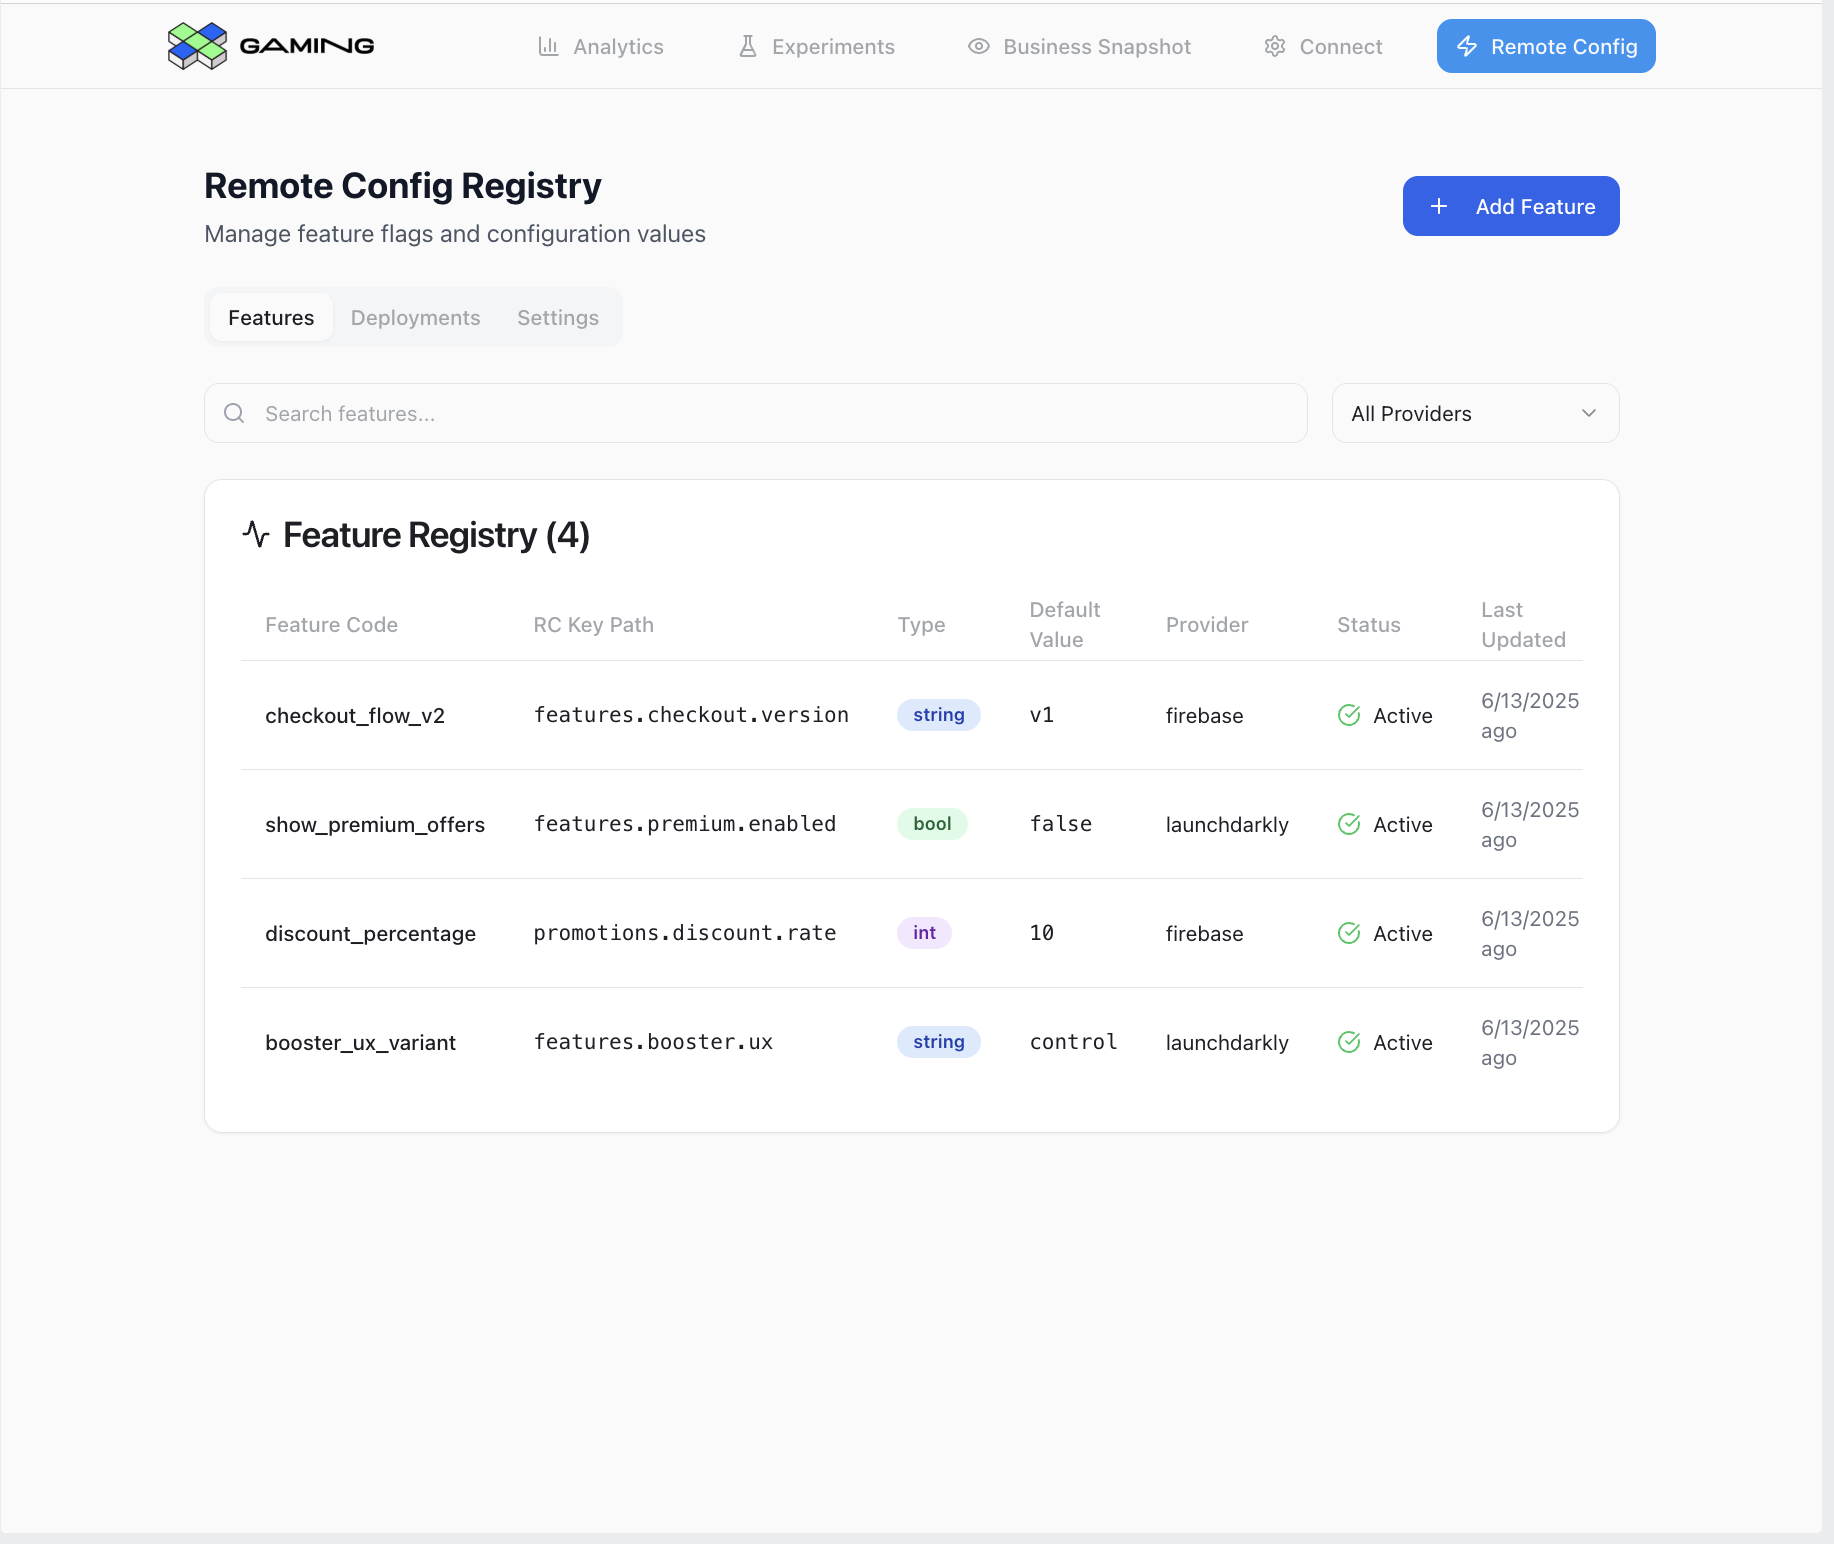 GAMING
Analytics
Experiments
Business Snapshot
Connect
Remote Config
Remote Config Registry
Manage feature flags and configuration values
Add Feature
Features
Deployments
Settings
Search features...
All Providers
Feature Registry (4)
Feature Code
RC Key Path
Type
Default
Value
Provider
Status
Last
Updated
checkout_flow_v2
features.checkout.version
string
v1
firebase
Active
6/13/2025
ago
show_premium_offers
features.premium.enabled
bool
false
launchdarkly
Active
6/13/2025
ago
discount_percentage
promotions.discount.rate
int
10
firebase
Active
6/13/2025
ago
booster_ux_variant
features.booster.ux
string
control
launchdarkly
Active
6/13/2025
ago